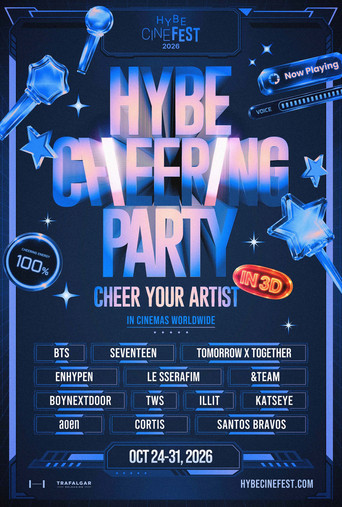 HYBE
CINEFEST
2026
Now Playing
VOICE
HYBE
CHEERING
PARTY
CHEERING ENERGY
100%
IN 3D
CHEER YOUR ARTIST
IN CINEMAS WORLDWIDE
BTS SEVENTEEN TOMORROW X TOGETHER
ENHYPEN LE SSERAFIM &TEAM
BOYNEXTDOOR TWS ILLIT KATSEYE
aoen CORTIS SANTOS BRAVOS
OCT 24-31, 2026
TRAFALGAR
HYBECINEFEST.COM